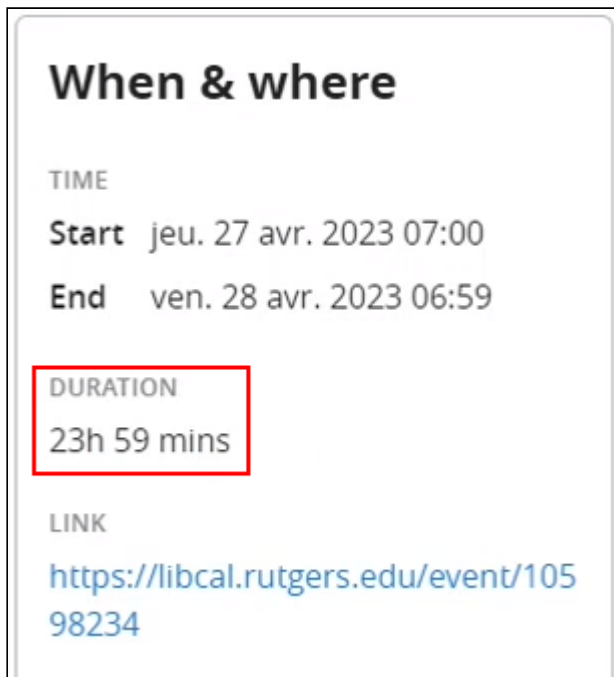 When & where
TIME
Start jeu. 27 avr. 2023 07:00
End ven. 28 avr. 2023 06:59
DURATION
23h 59 mins
LINK
https://libcal.rutgers.edu/event/105
98234